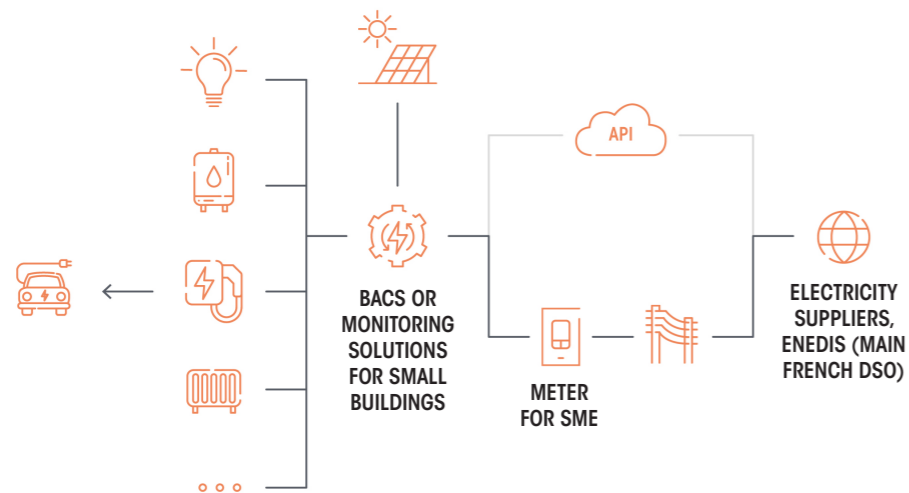 API
BACS OR
MONITORING
SOLUTIONS
FOR SMALL
BUILDINGS
METER
FOR SME
ELECTRICITY
SUPPLIERS,
ENEDIS (MAIN
FRENCH DSO)